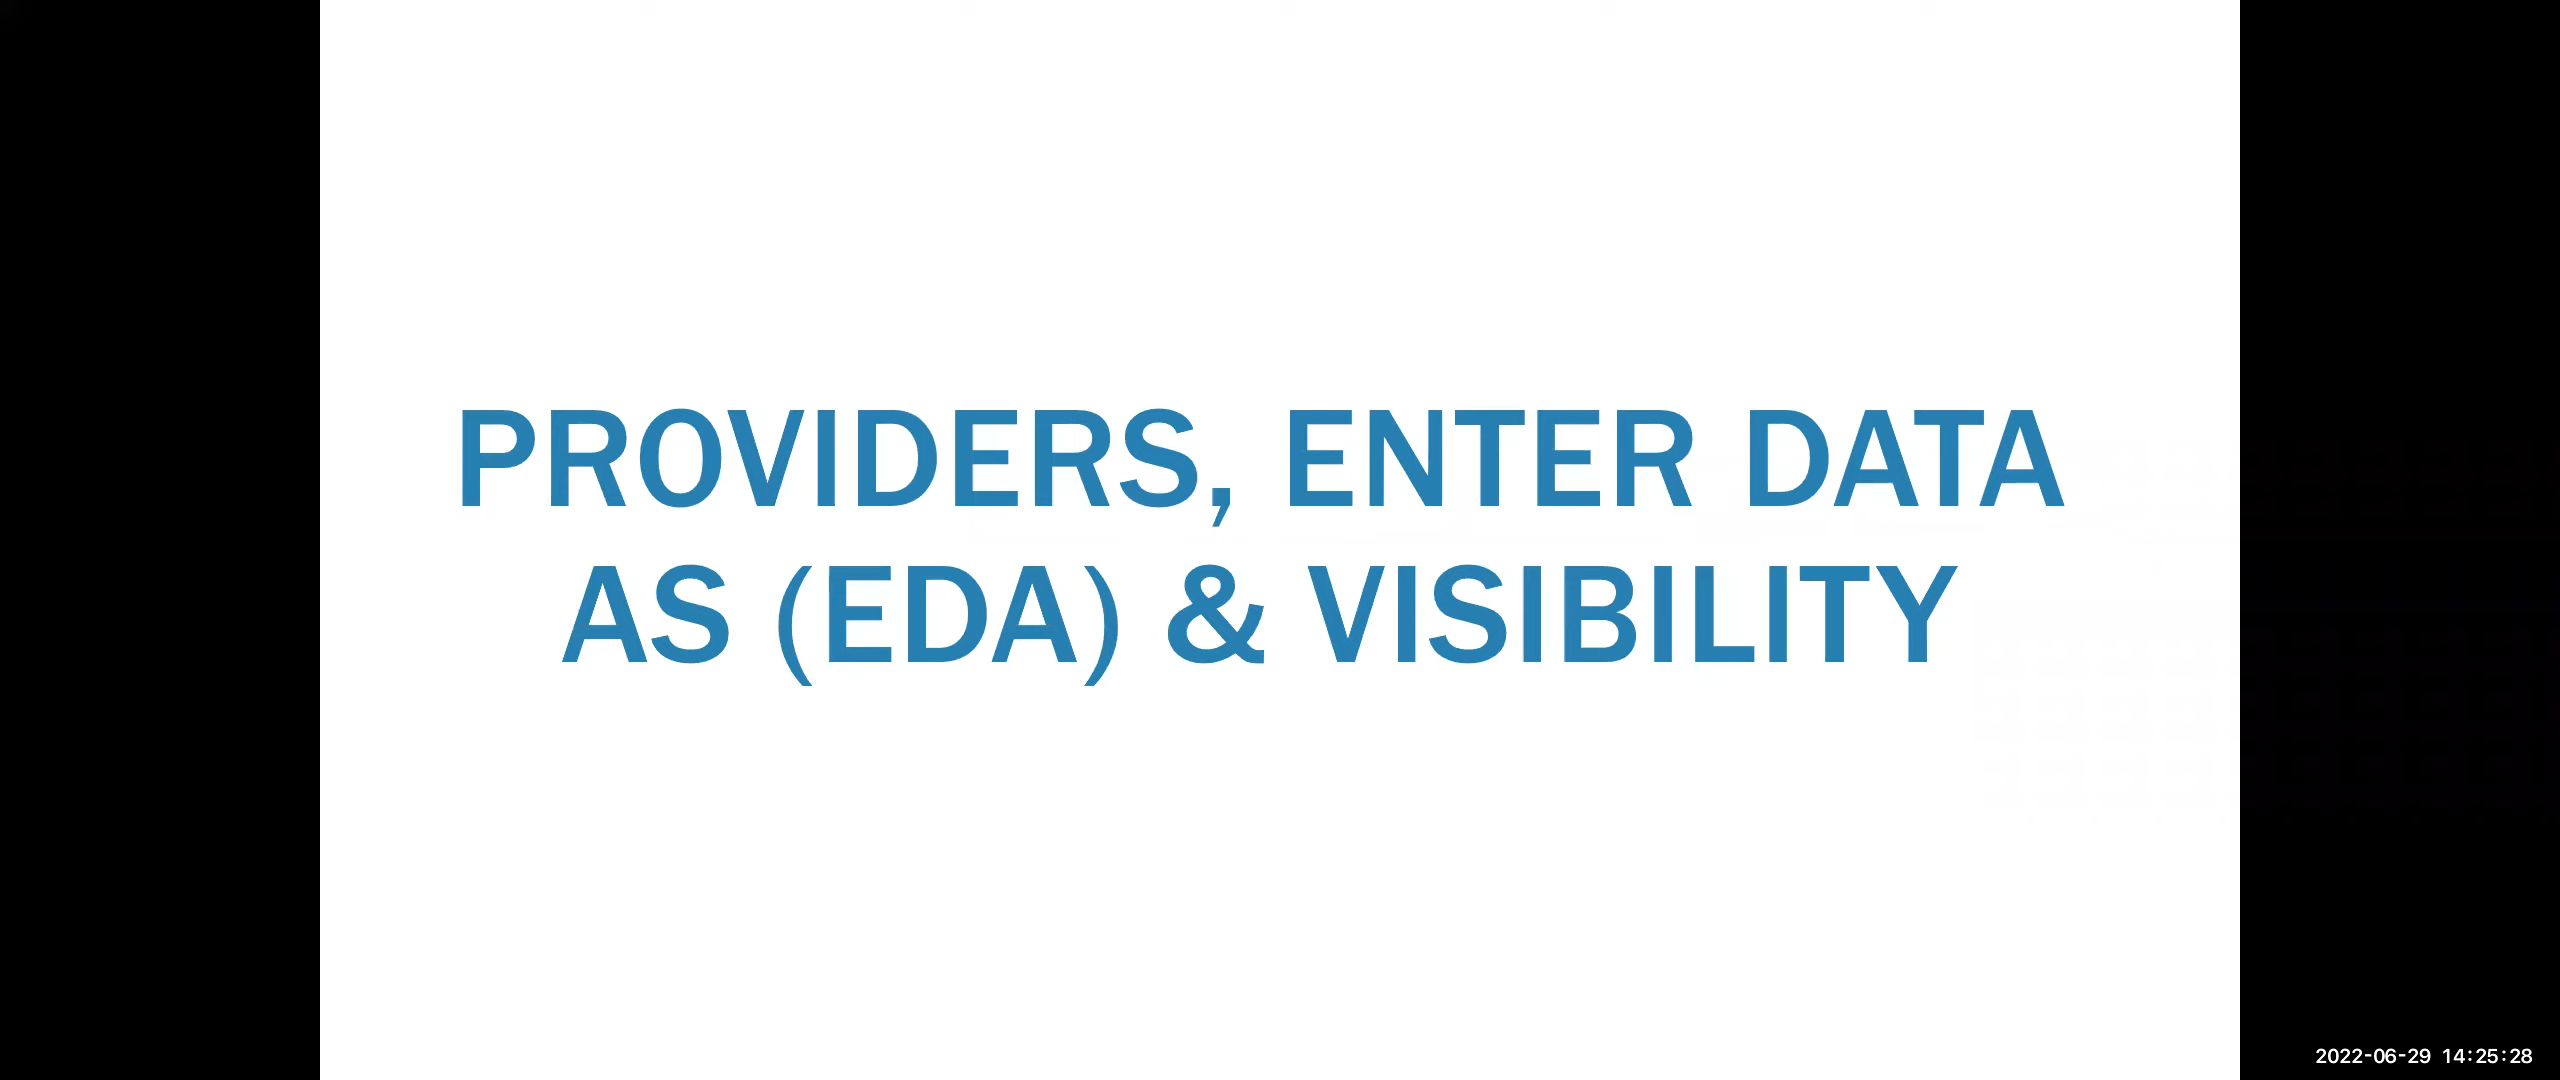 PROVIDERS, ENTER DATA
AS (EDA) & VISIBILITY
2022-06-29 14:25:28